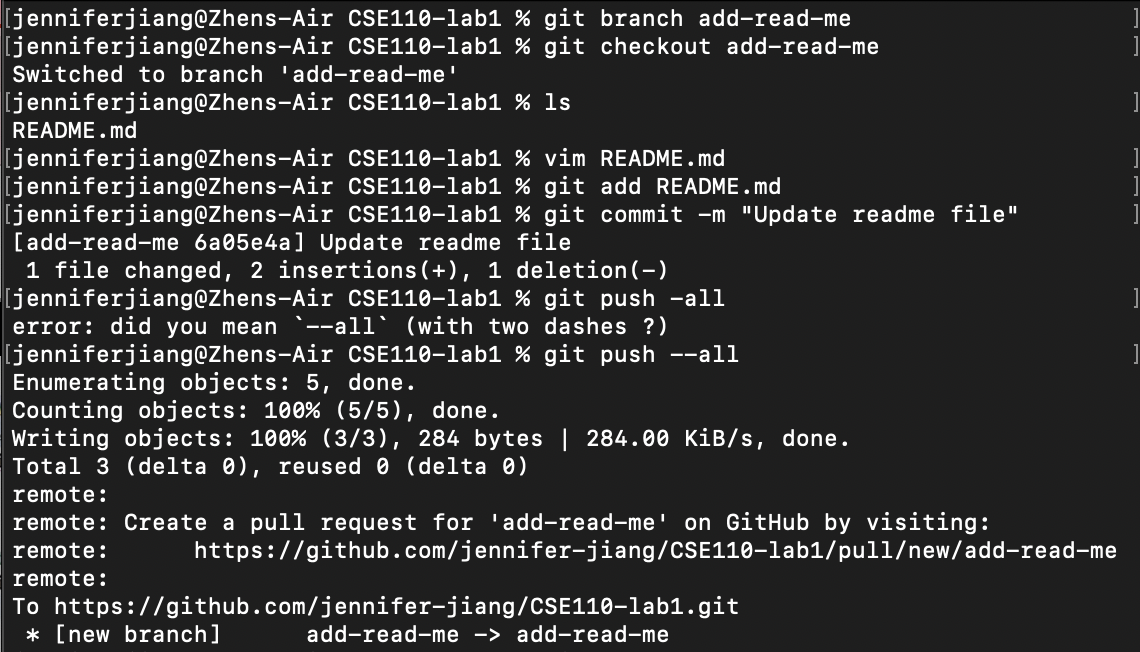 [jenniferjiang@Zhens-Air CSE110-lab1 % git branch add-read-me ]
[jenniferjiang@Zhens-Air CSE110-lab1 % git checkout add-read-me ]
Switched to branch 'add-read-me'
[jenniferjiang@Zhens-Air CSE110-lab1 % ls ]
README.md
[jenniferjiang@Zhens-Air CSE110-lab1 % vim README.md ]
[jenniferjiang@Zhens-Air CSE110-lab1 % git add README.md ]
[jenniferjiang@Zhens-Air CSE110-lab1 % git commit -m "Update readme file" ]
[add-read-me 6a05e4a] Update readme file
 1 file changed, 2 insertions(+), 1 deletion(-)
[jenniferjiang@Zhens-Air CSE110-lab1 % git push -all ]
error: did you mean `--all` (with two dashes ?)
[jenniferjiang@Zhens-Air CSE110-lab1 % git push --all ]
Enumerating objects: 5, done.
Counting objects: 100% (5/5), done.
Writing objects: 100% (3/3), 284 bytes | 284.00 KiB/s, done.
Total 3 (delta 0), reused 0 (delta 0)
remote:
remote: Create a pull request for 'add-read-me' on GitHub by visiting:
remote:      https://github.com/jennifer-jiang/CSE110-lab1/pull/new/add-read-me
remote:
To https://github.com/jennifer-jiang/CSE110-lab1.git
 * [new branch]      add-read-me -> add-read-me